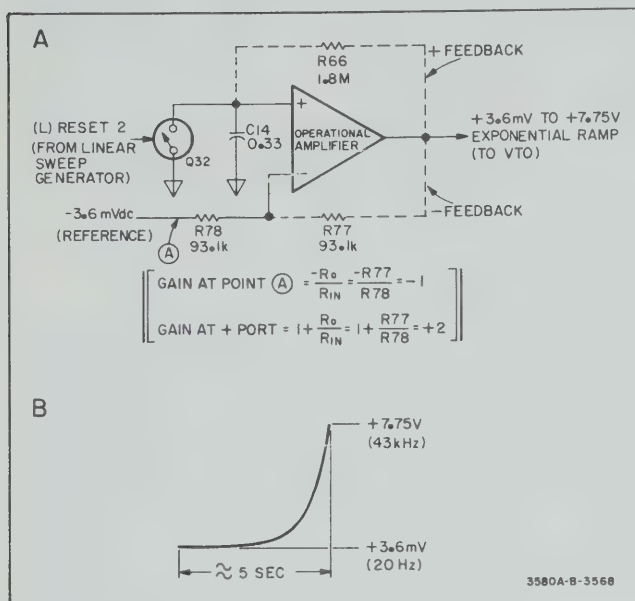 A
R66
1.8M
+ FEEDBACK
(L) RESET 2
(FROM LINEAR
SWEEP
GENERATOR)
Q32
C14
0.33
+
OPERATIONAL
AMPLIFIER
−
+3.6mV TO +7.75V
EXPONENTIAL RAMP
(TO VTO)
−FEEDBACK
−3.6 mVdc
(REFERENCE)
A
R78
93.1k
R77
93.1k
GAIN AT POINT A = -Ro/RIN = -R77/R78 = -1
GAIN AT + PORT = 1+ Ro/RIN = 1+ R77/R78 = +2
B
+7.75V
(43kHz)
+3.6mV
(20Hz)
≈ 5 SEC
3580A-B-3568